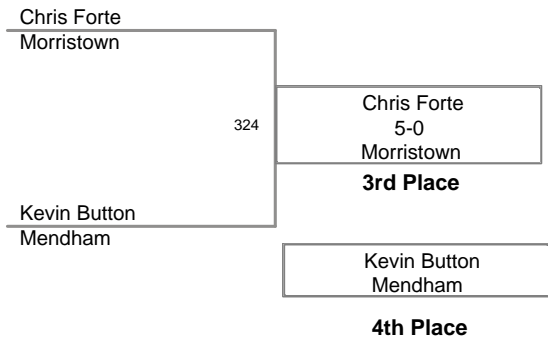 Chris Forte
Morristown
324
Chris Forte
5-0
Morristown
3rd Place
Kevin Button
Mendham
Kevin Button
Mendham
4th Place